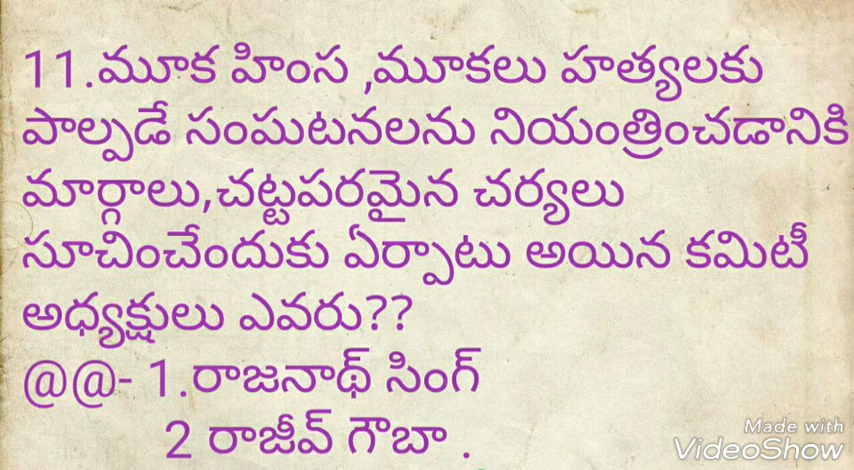 11.మూక హింస ,మూకలు హత్యలకు
పాల్పడే సంఘటనలను నియంత్రించడానికి
మార్గాలు,చట్టపరమైన చర్యలు
సూచించేందుకు ఏర్పాటు అయిన కమిటీ
అధ్యక్షులు ఎవరు??
@@- 1.రాజనాథ్ సింగ్
2 రాజీవ్ గౌబా .
Made with
VideoShow